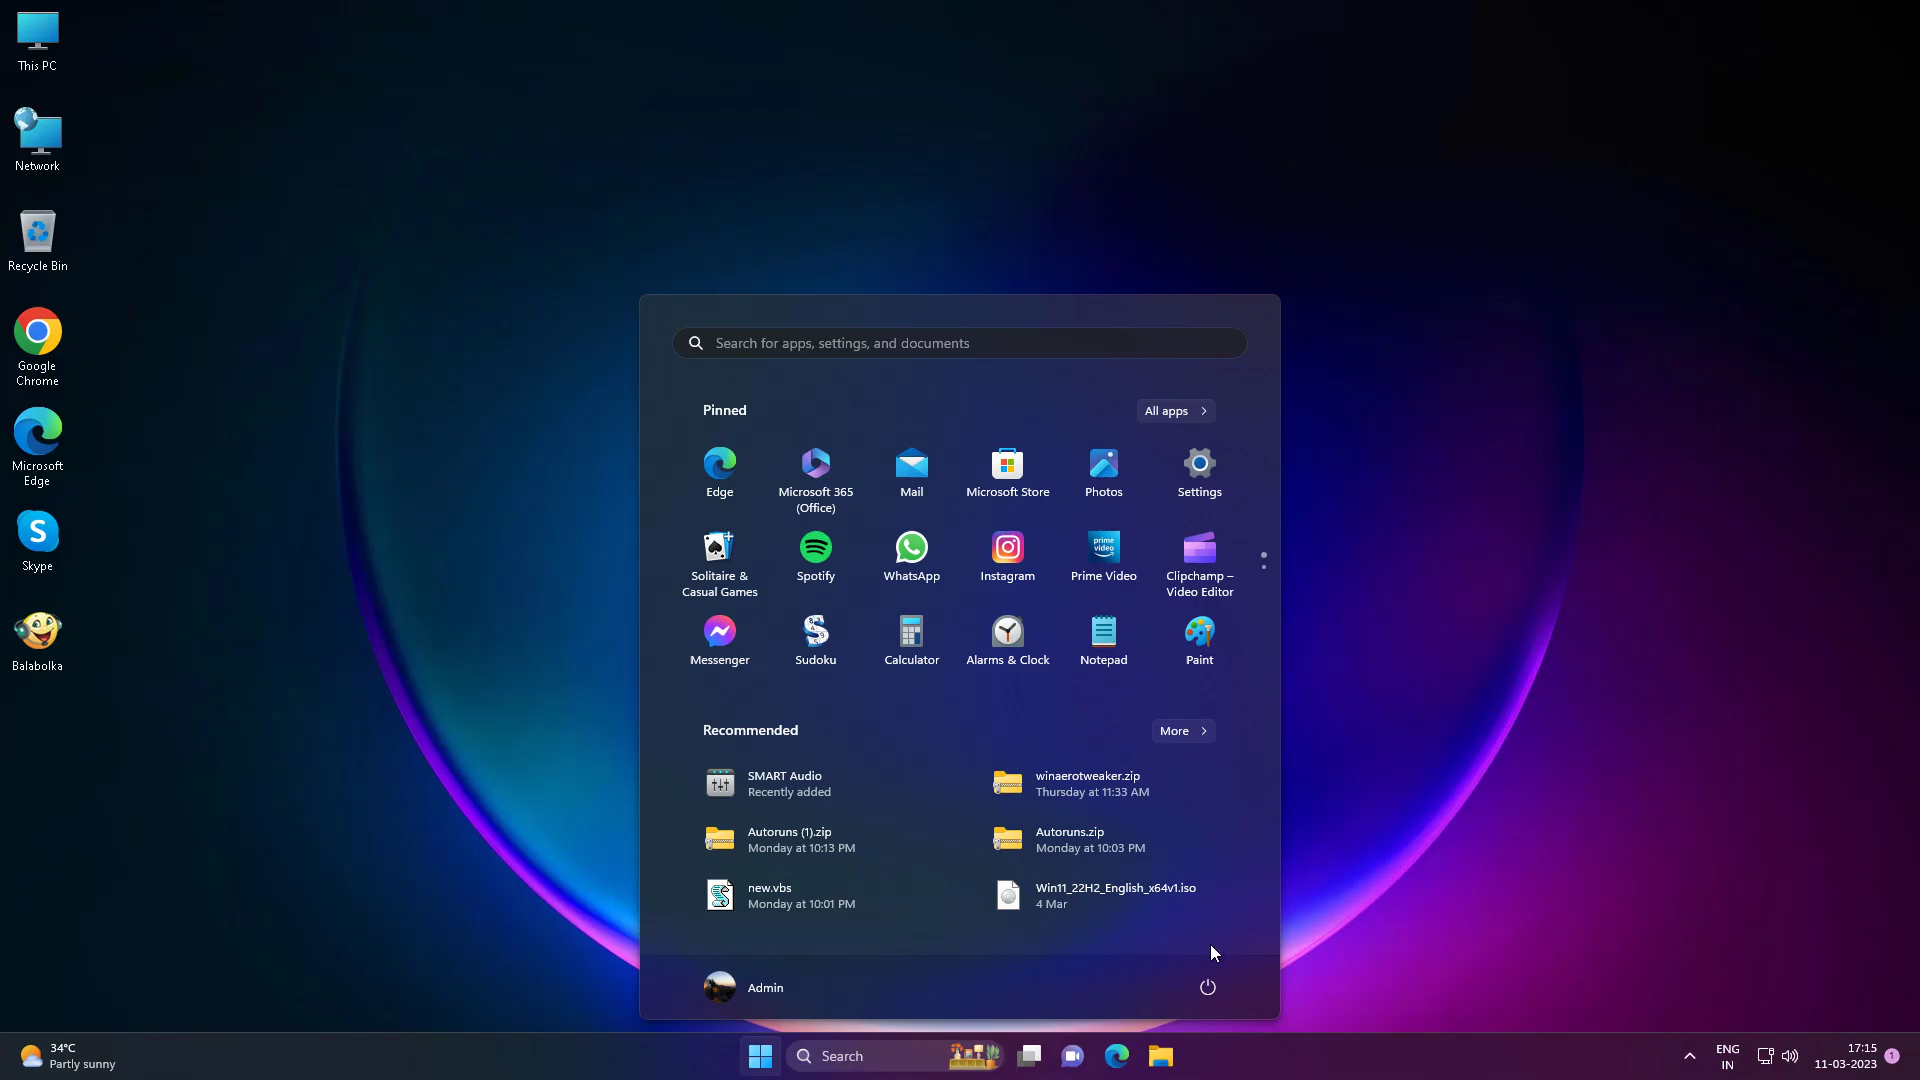 This PC
Network
Recycle Bin
Google
Chrome
Microsoft
Edge
S
Skype
Balabolka
Search for apps, settings, and documents
Pinned
All apps
Edge
Microsoft 365
(Office)
Mail
Microsoft Store
Photos
Settings
prime
video
Solitaire &
Casual Games
Spotify
WhatsApp
Instagram
Prime Video
Clipchamp –
Video Editor
Messenger
Sudoku
Calculator
Alarms & Clock
Notepad
Paint
Recommended
More
SMART Audio
Recently added
winaerotweaker.zip
Thursday at 11:33 AM
Autoruns (1).zip
Monday at 10:13 PM
Autoruns.zip
Monday at 10:03 PM
new.vbs
Monday at 10:01 PM
Win11_22H2_English_x64v1.iso
4 Mar
Admin
34°C
Partly sunny
Search
ENG
IN
17:15
11-03-2023
1